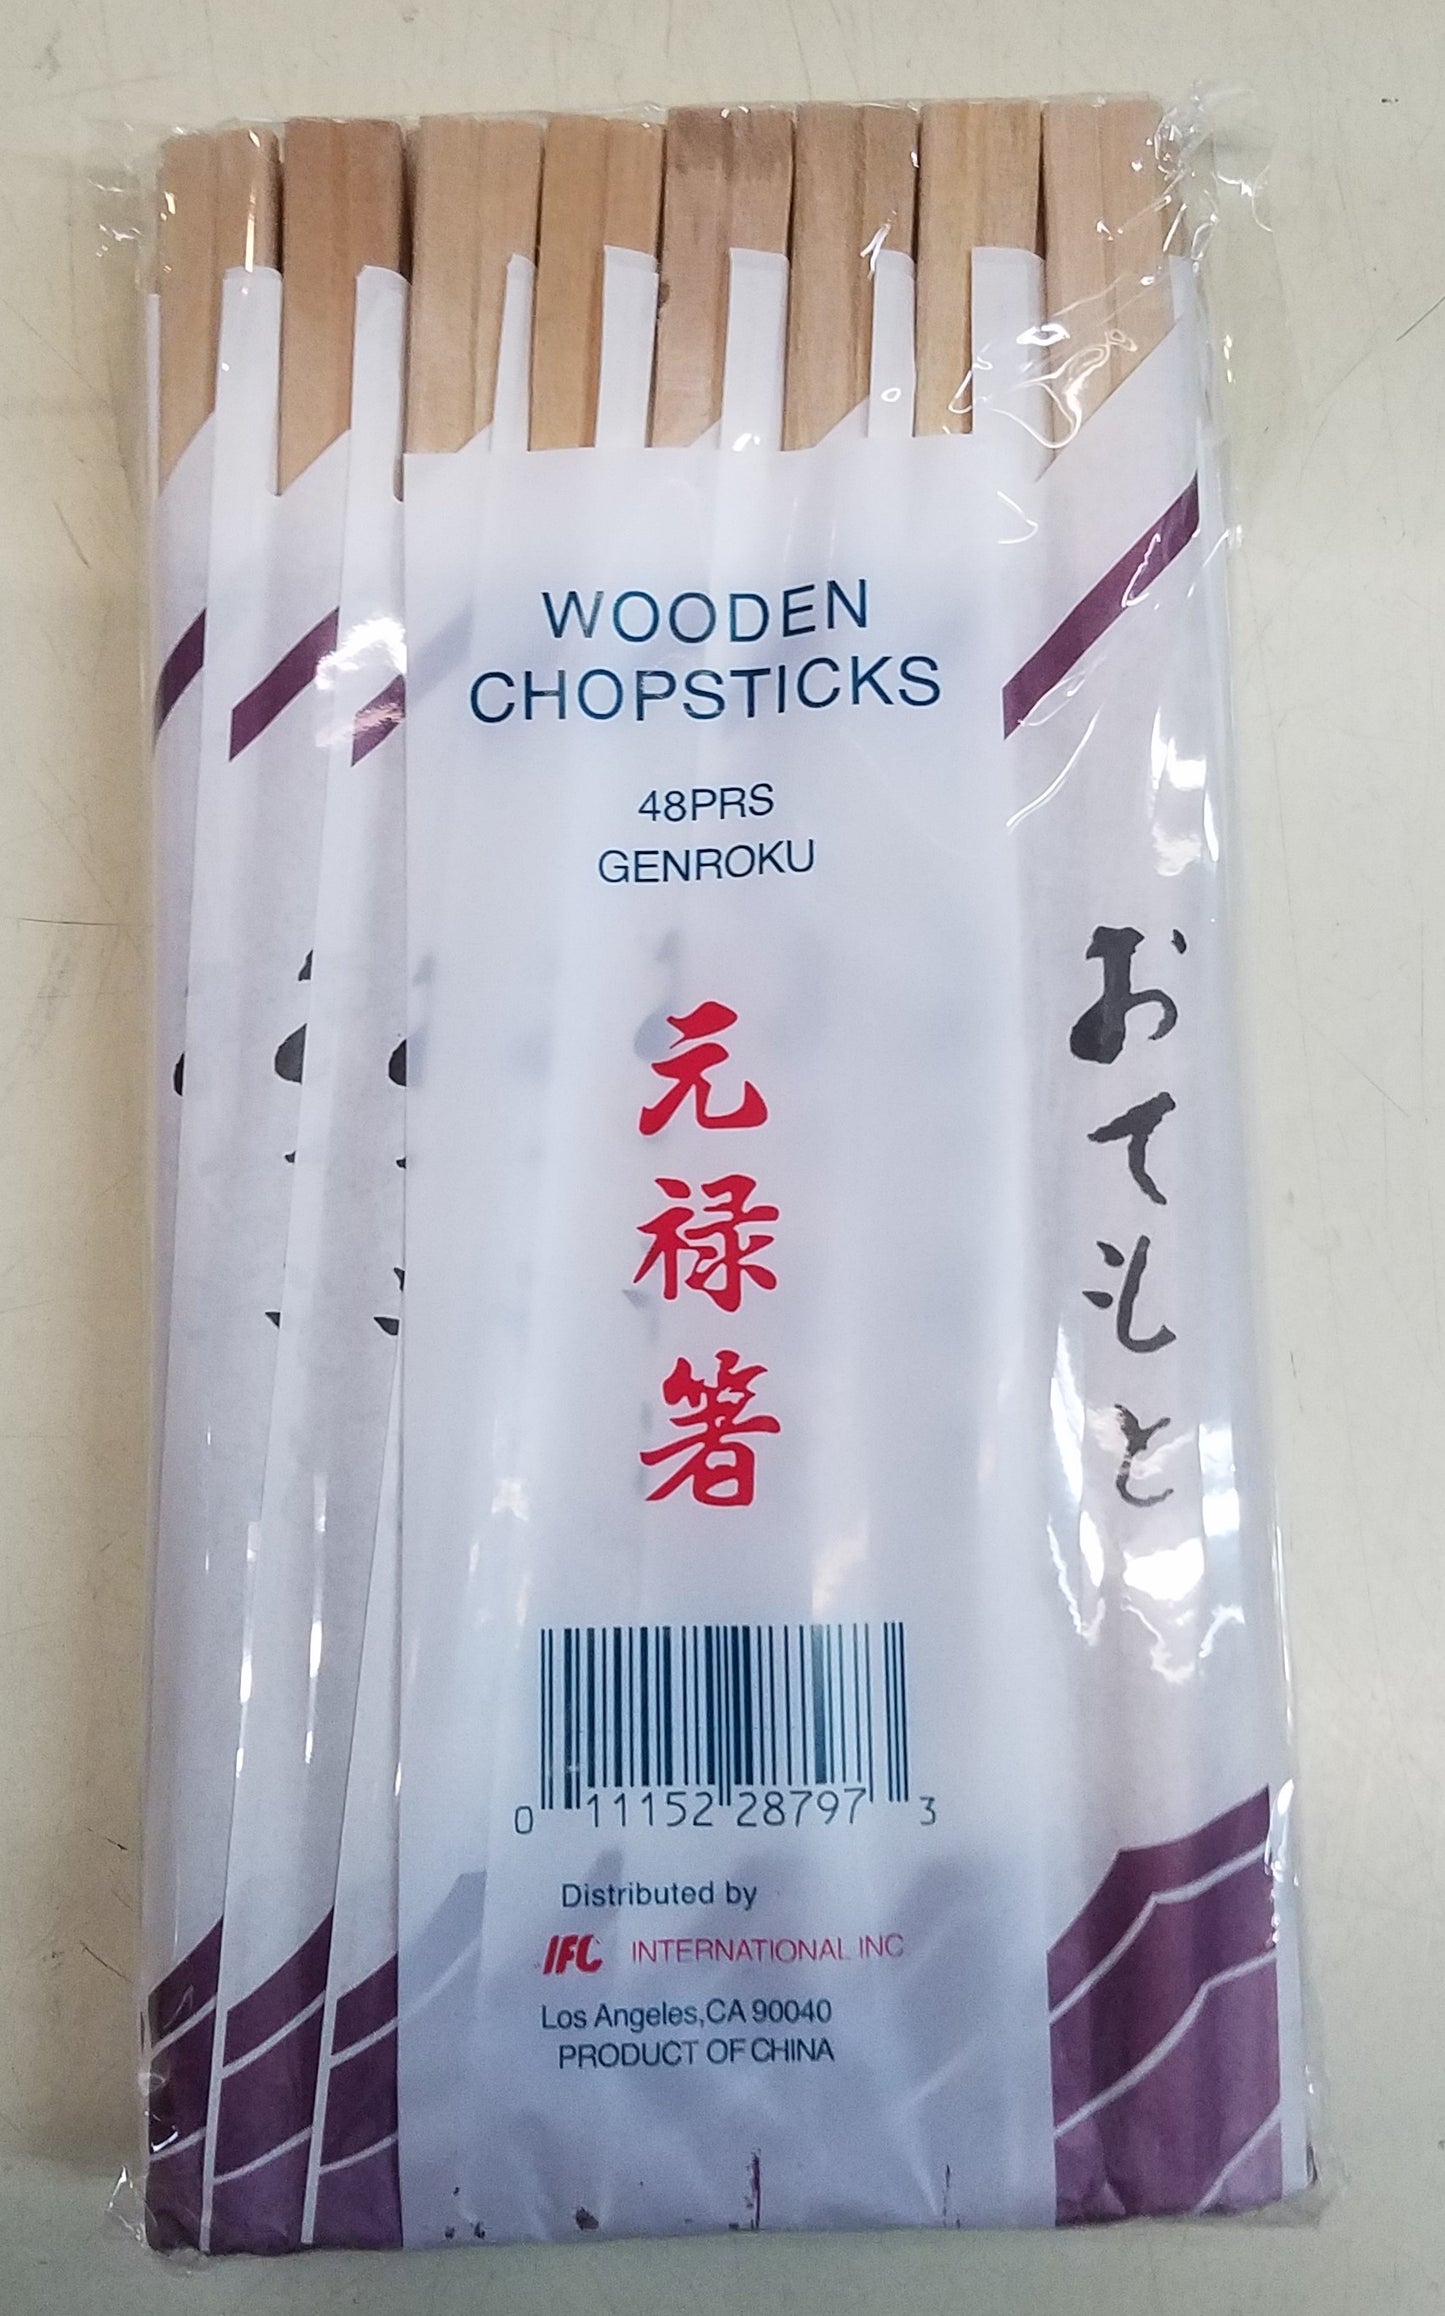 WOODEN
CHOPSTICKS
48PRS
GENROKU
元禄箸
おてもと
0 11152 28797 3
Distributed by
IFC INTERNATIONAL INC
Los Angeles,CA 90040
PRODUCT OF CHINA